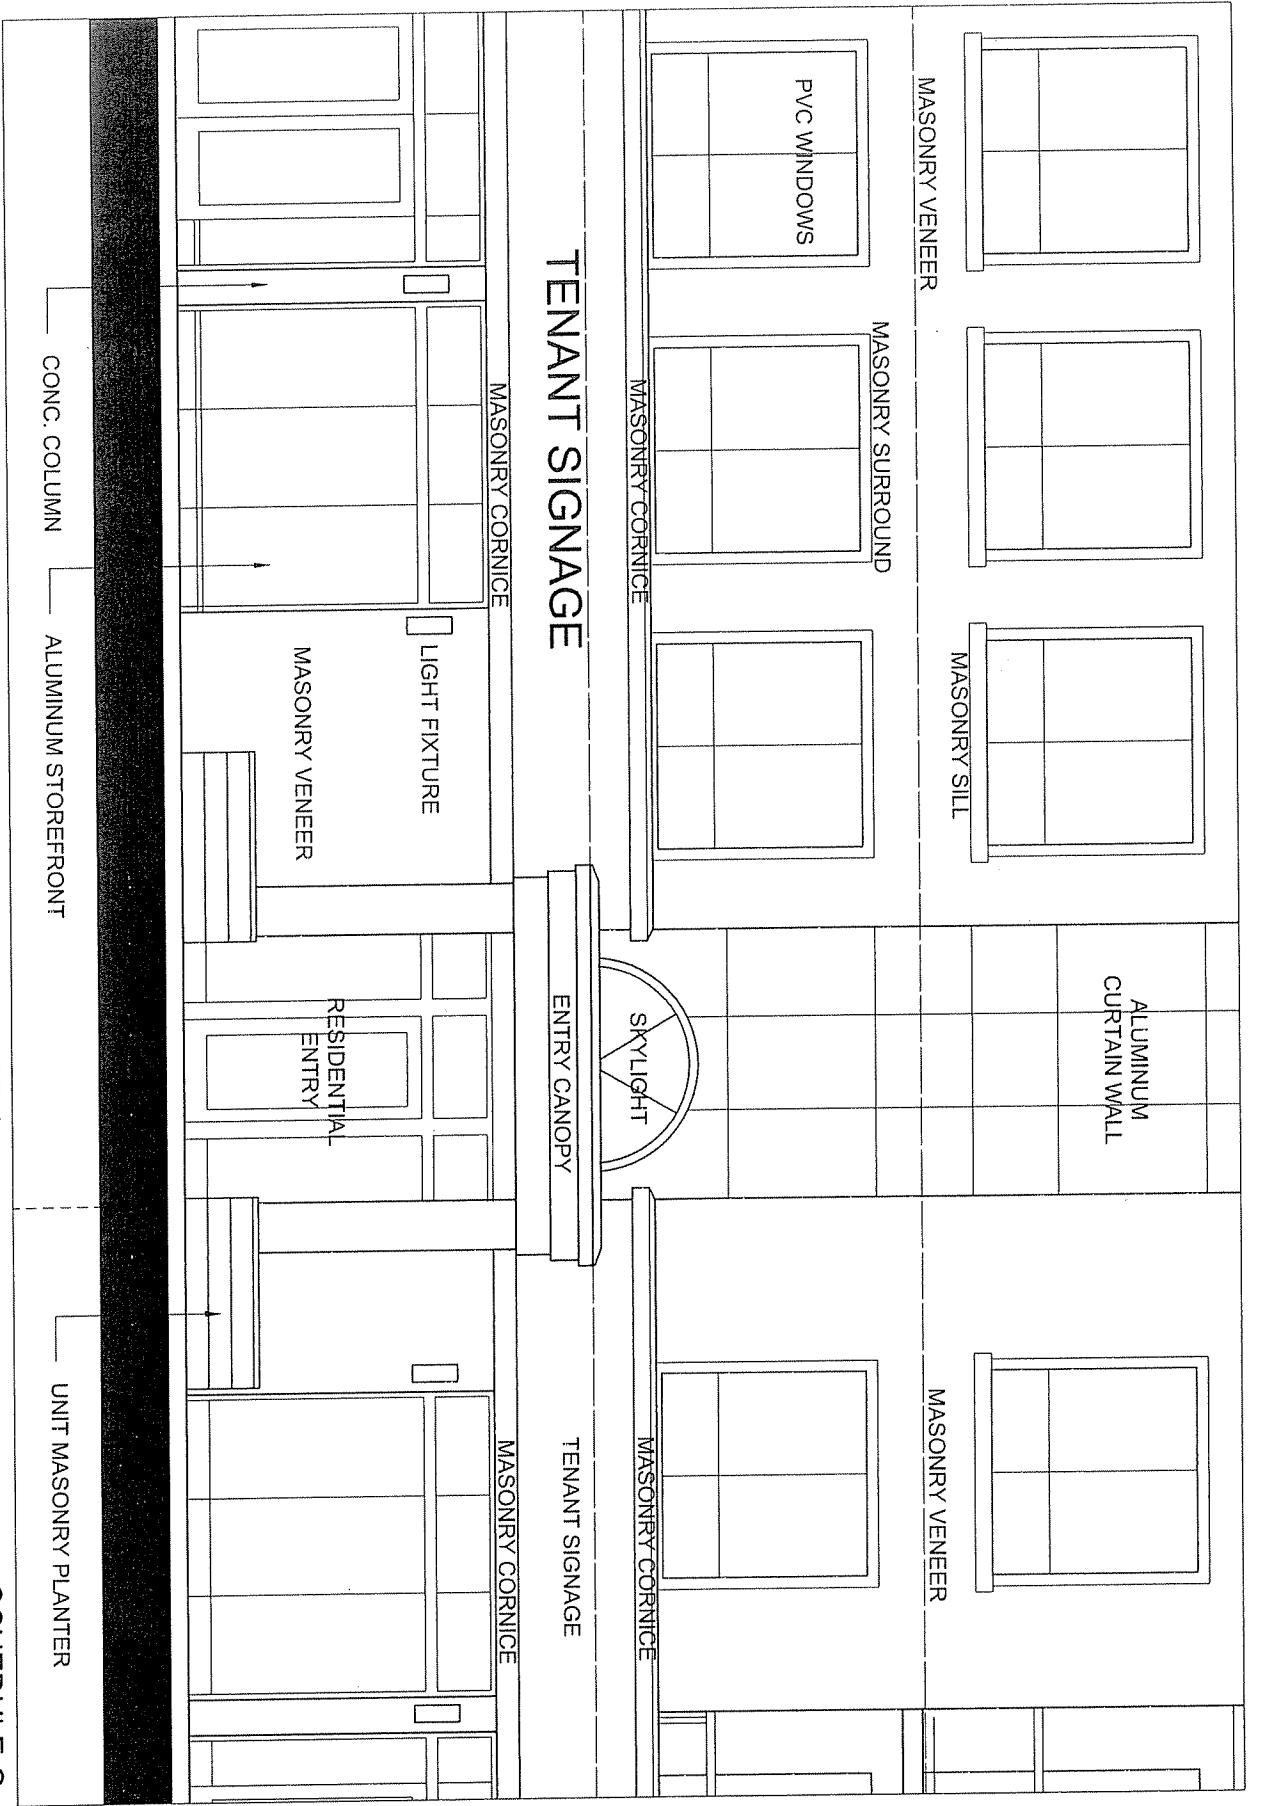 MASONRY VENEER
PVC WINDOWS
MASONRY SURROUND
MASONRY SILL
ALUMINUM
CURTAIN WALL
MASONRY VENEER
MASONRY CORNICE
SKYLIGHT
MASONRY CORNICE
TENANT SIGNAGE
ENTRY CANOPY
TENANT SIGNAGE
MASONRY CORNICE
MASONRY CORNICE
LIGHT FIXTURE
MASONRY VENEER
RESIDENTIAL
ENTRY
CONC. COLUMN
ALUMINUM STOREFRONT
UNIT MASONRY PLANTER